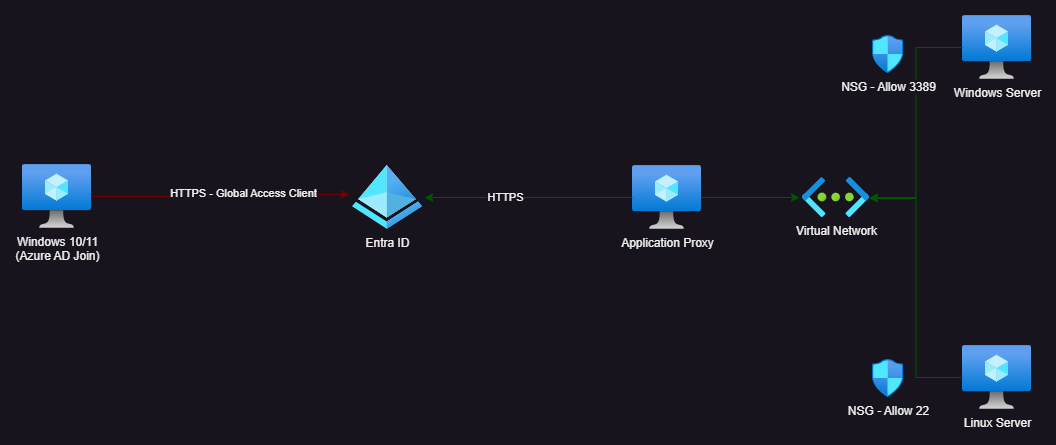 NSG - Allow 3389
Windows Server
HTTPS - Global Access Client
HTTPS
Windows 10/11
(Azure AD Join)
Entra ID
Application Proxy
Virtual Network
NSG - Allow 22
Linux Server